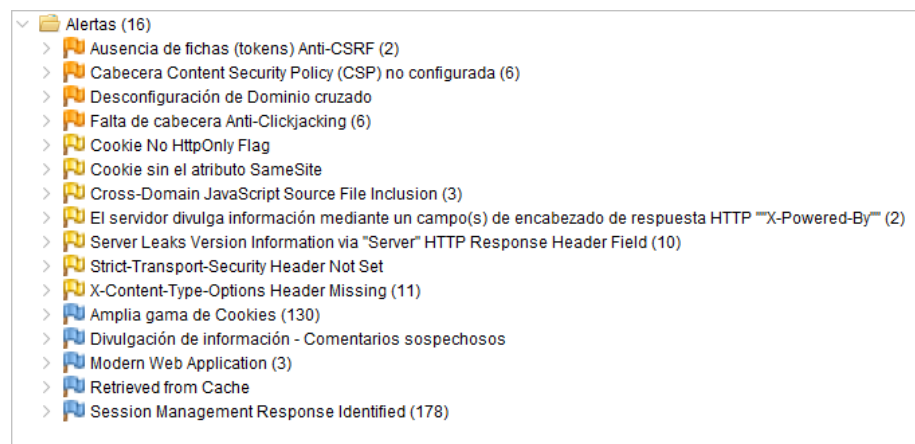 Alertas (16)
Ausencia de fichas (tokens) Anti-CSRF (2)
Cabecera Content Security Policy (CSP) no configurada (6)
Desconfiguración de Dominio cruzado
Falta de cabecera Anti-Clickjacking (6)
Cookie No HttpOnly Flag
Cookie sin el atributo SameSite
Cross-Domain JavaScript Source File Inclusion (3)
El servidor divulga información mediante un campo(s) de encabezado de respuesta HTTP ""X-Powered-By"" (2)
Server Leaks Version Information via "Server" HTTP Response Header Field (10)
Strict-Transport-Security Header Not Set
X-Content-Type-Options Header Missing (11)
Amplia gama de Cookies (130)
Divulgación de información - Comentarios sospechosos
Modern Web Application (3)
Retrieved from Cache
Session Management Response Identified (178)